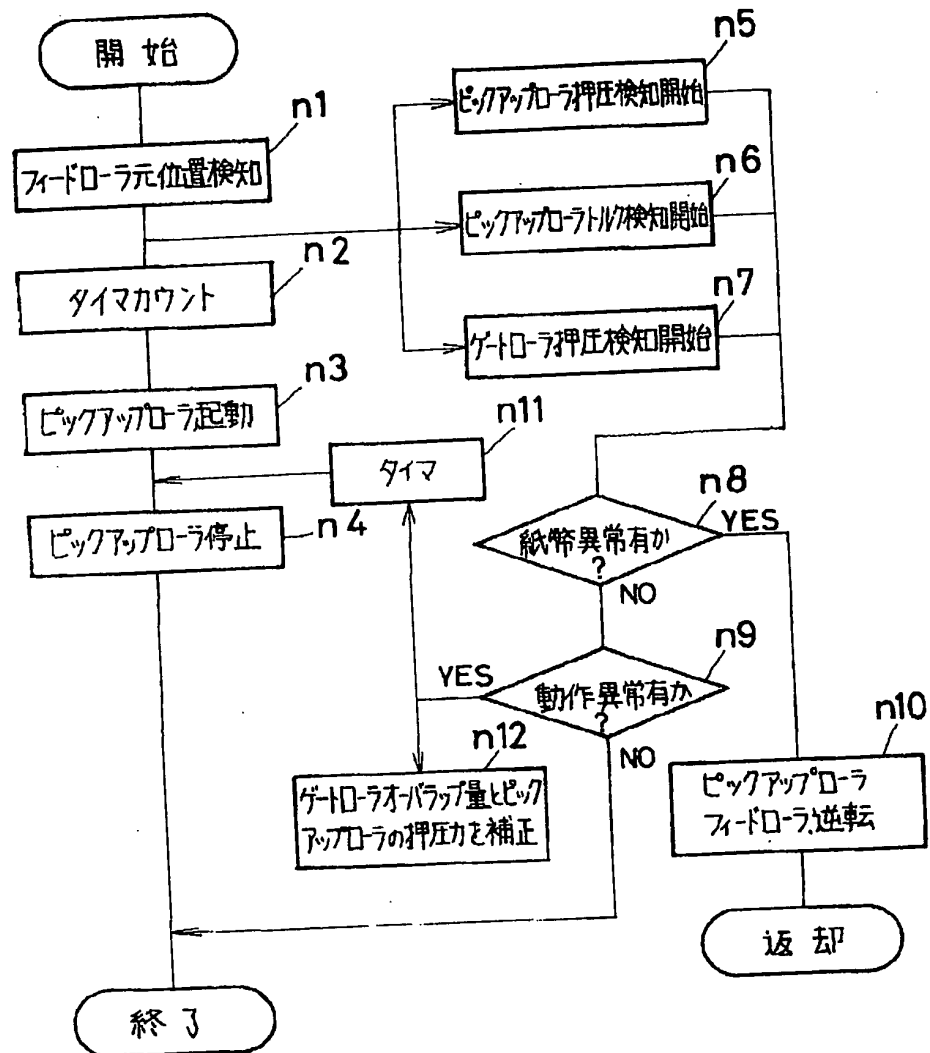 開始
n1
フィードローラ元位置検知
n2
タイマカウント
n3
ピックアップローラ起動
n4
ピックアップローラ停止
n5
ピックアップローラ押圧検知開始
n6
ピックアップローラトルク検知開始
n7
ゲートローラ押圧検知開始
n11
タイマ
n8
紙幣異常有か
?
YES
NO
n9
動作異常有か
?
YES
NO
n12
ゲートローラオーバラップ量とピック
アップローラの押圧力を補正
n10
ピックアップローラ
フィードローラ逆転
返却
終了